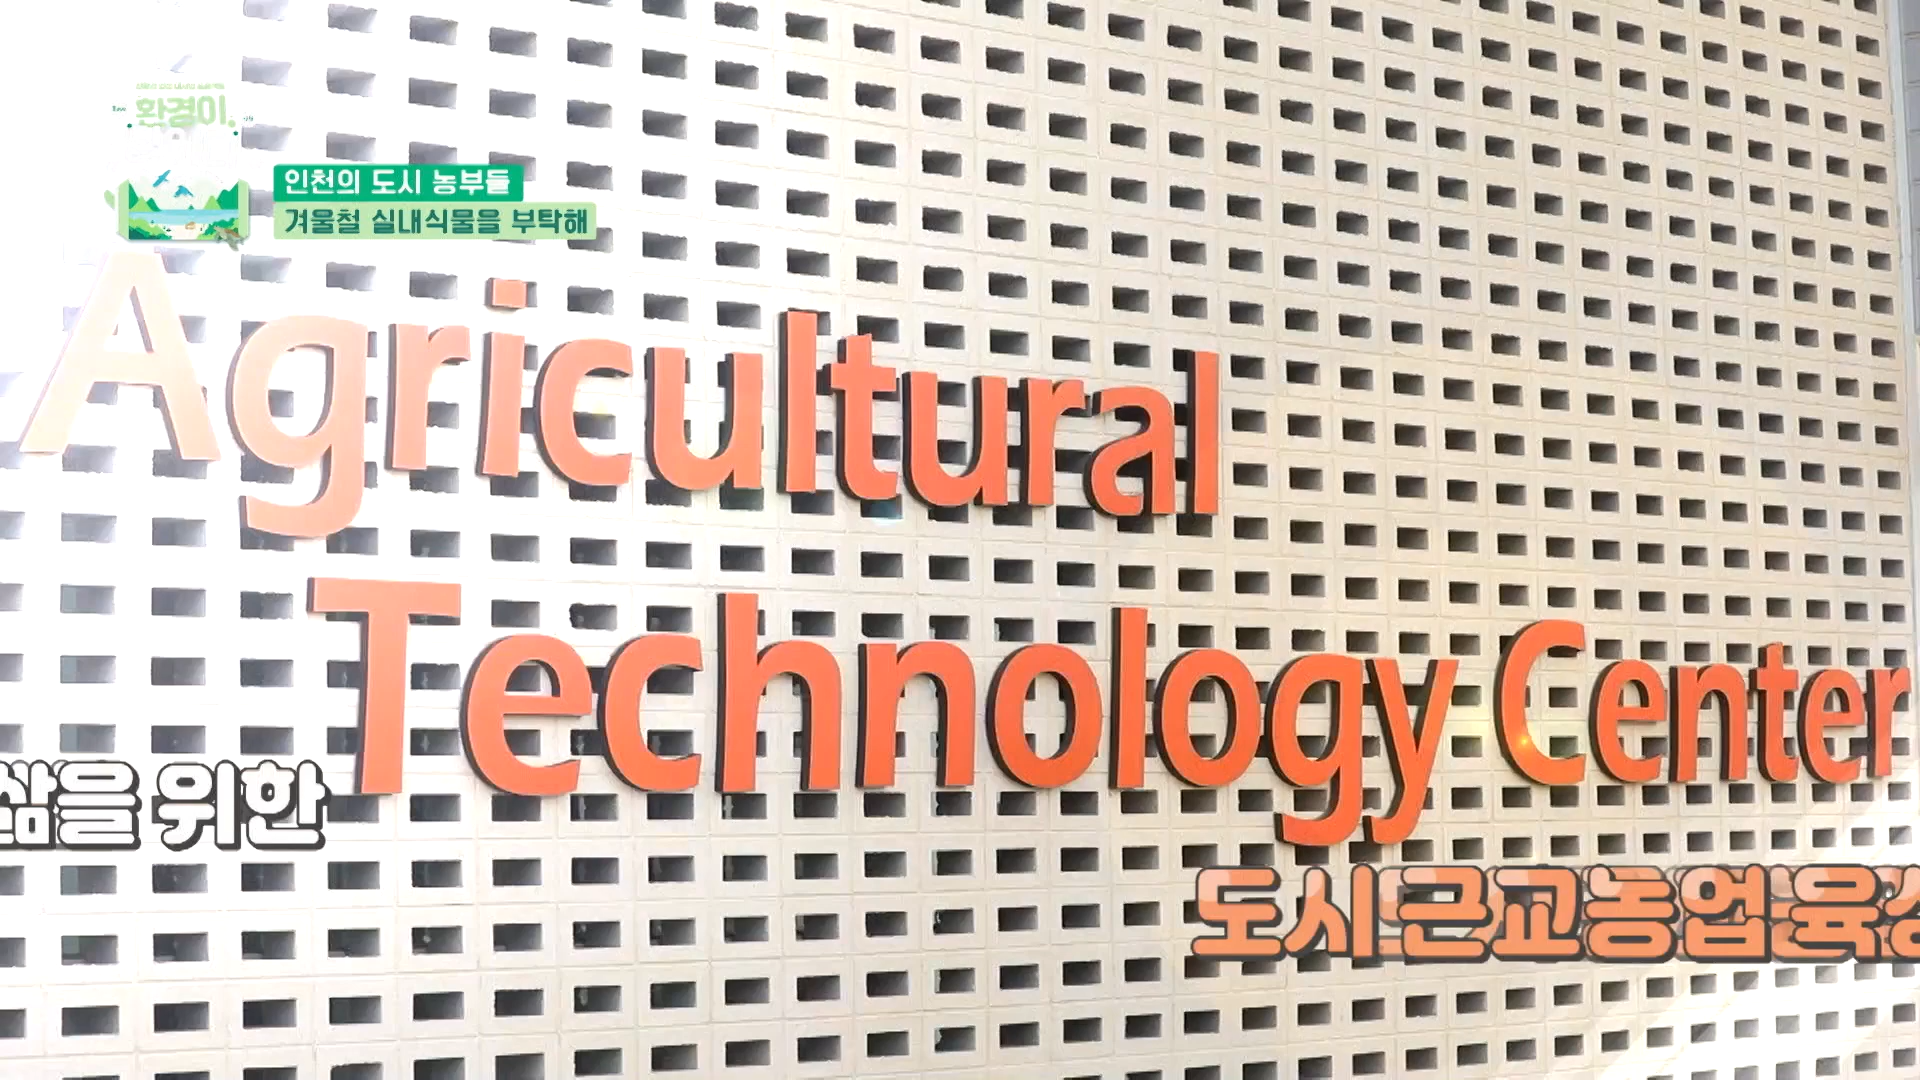 환경이
인천의 도시 농부들
겨울철 실내식물을 부탁해
Agricultural
Technology Center
삶을 위한
도시근교농업 육성